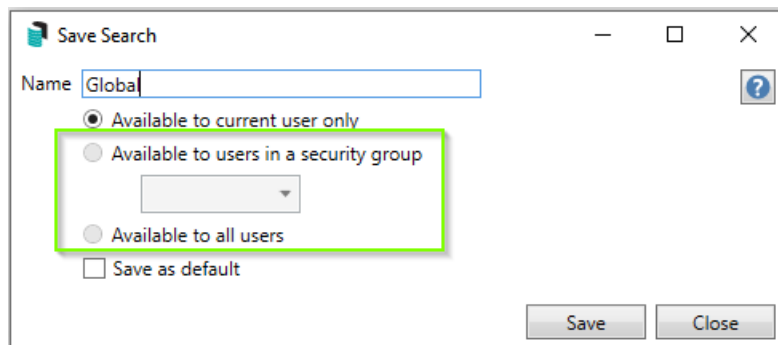 Save Search
Name Global
Available to current user only
Available to users in a security group
Available to all users
Save as default
Save Close